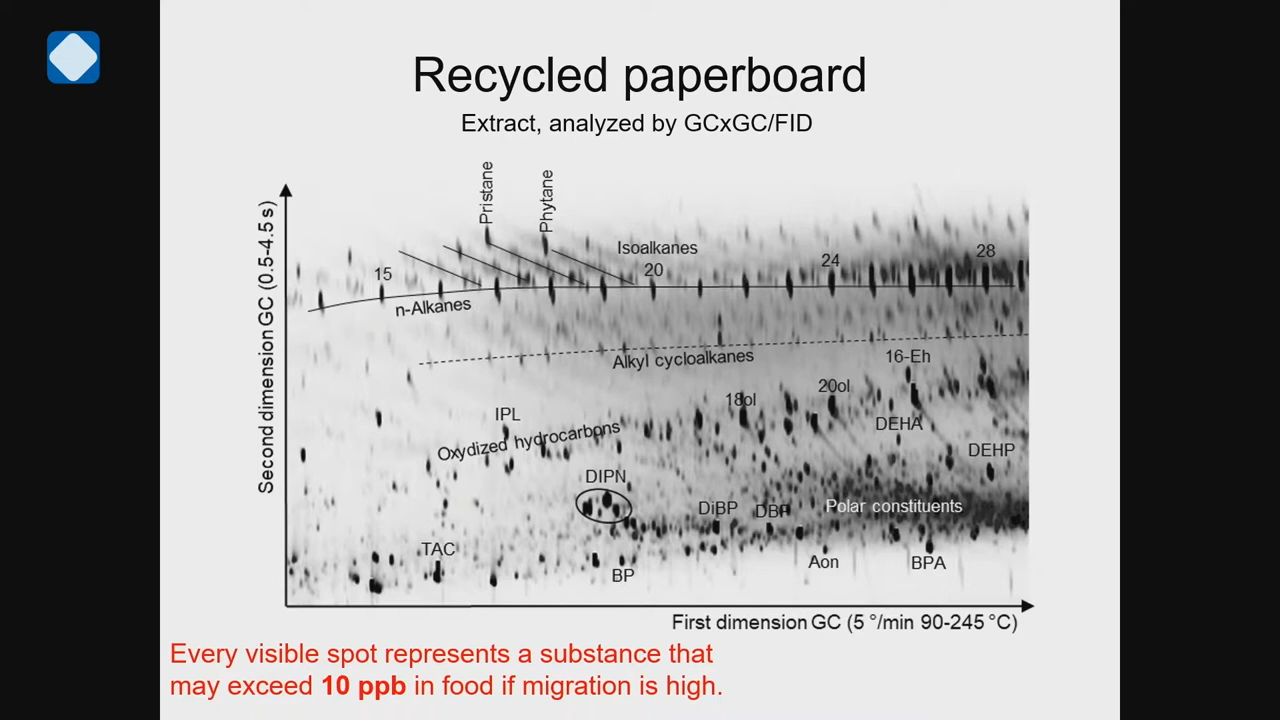 Recycled paperboard
Extract, analyzed by GCxGC/FID
Pristane
Phytane
Isoalkanes
15
20
24
28
n-Alkanes
Alkyl cycloalkanes
16-Eh
18ol
20ol
IPL
DEHA
Oxydized hydrocarbons
DEHP
DIPN
DiBP
DBP
Polar constituents
TAC
BP
Aon
BPA
Second dimension GC (0.5-4.5 s)
First dimension GC (5 °/min 90-245 °C)
Every visible spot represents a substance that
may exceed 10 ppb in food if migration is high.